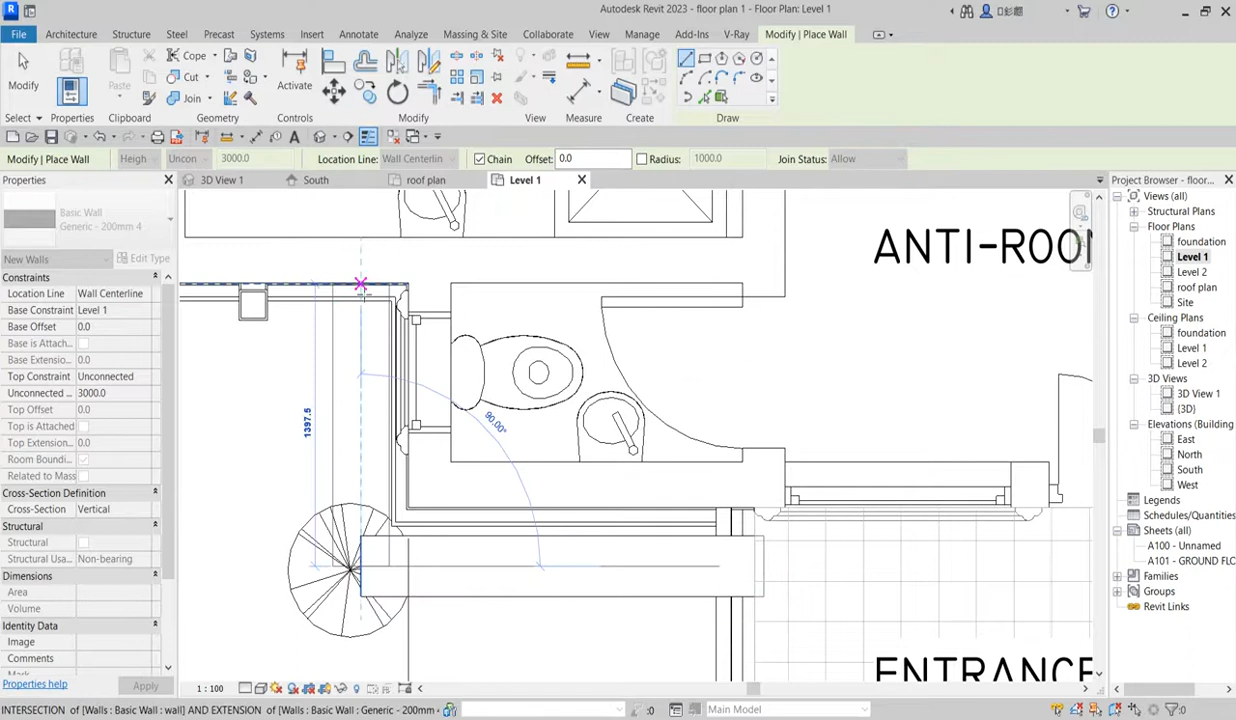 Autodesk Revit 2023 - floor plan 1 - Floor Plan: Level 1
File Architecture Structure Steel Precast Systems Insert Annotate Analyze Massing & Site Collaborate View Manage Add-Ins V-Ray Modify | Place Wall
Modify Paste Cope Cut Join Activate
Select Properties Clipboard Geometry Controls Modify View Measure Create Draw
Modify | Place Wall Heigh Uncon 3000.0 Location Line: Wall Centerlin Chain Offset: 0.0 Radius: 1000.0 Join Status: Allow
Properties
3D View 1 South roof plan Level 1
Project Browser - floor...
Basic Wall
Generic - 200mm 4
New Walls Edit Type
Constraints
Location Line Wall Centerline
Base Constraint Level 1
Base Offset 0.0
Base is Attach...
Base Extensio... 0.0
Top Constraint Unconnected
Unconnected ... 3000.0
Top Offset 0.0
Top is Attached
Top Extension... 0.0
Room Boundi...
Related to Mass
Cross-Section Definition
Cross-Section Vertical
Structural
Structural
Structural Usa... Non-bearing
Dimensions
Area
Volume
Identity Data
Image
Comments
Mark
Properties help Apply
ANTI-ROO
1397.5
90.00°
ENTRANCE
Views (all)
Structural Plans
Floor Plans
foundation
Level 1
Level 2
roof plan
Site
Ceiling Plans
foundation
Level 1
Level 2
3D Views
3D View 1
(3D)
Elevations (Building
East
North
South
West
Legends
Schedules/Quantities
Sheets (all)
A100 - Unnamed
A101 - GROUND FLO
Families
Groups
Revit Links
1 : 100
INTERSECTION of [Walls : Basic Wall : wall] AND EXTENSION of [Walls : Basic Wall : Generic - 200mm :0 Main Model :0